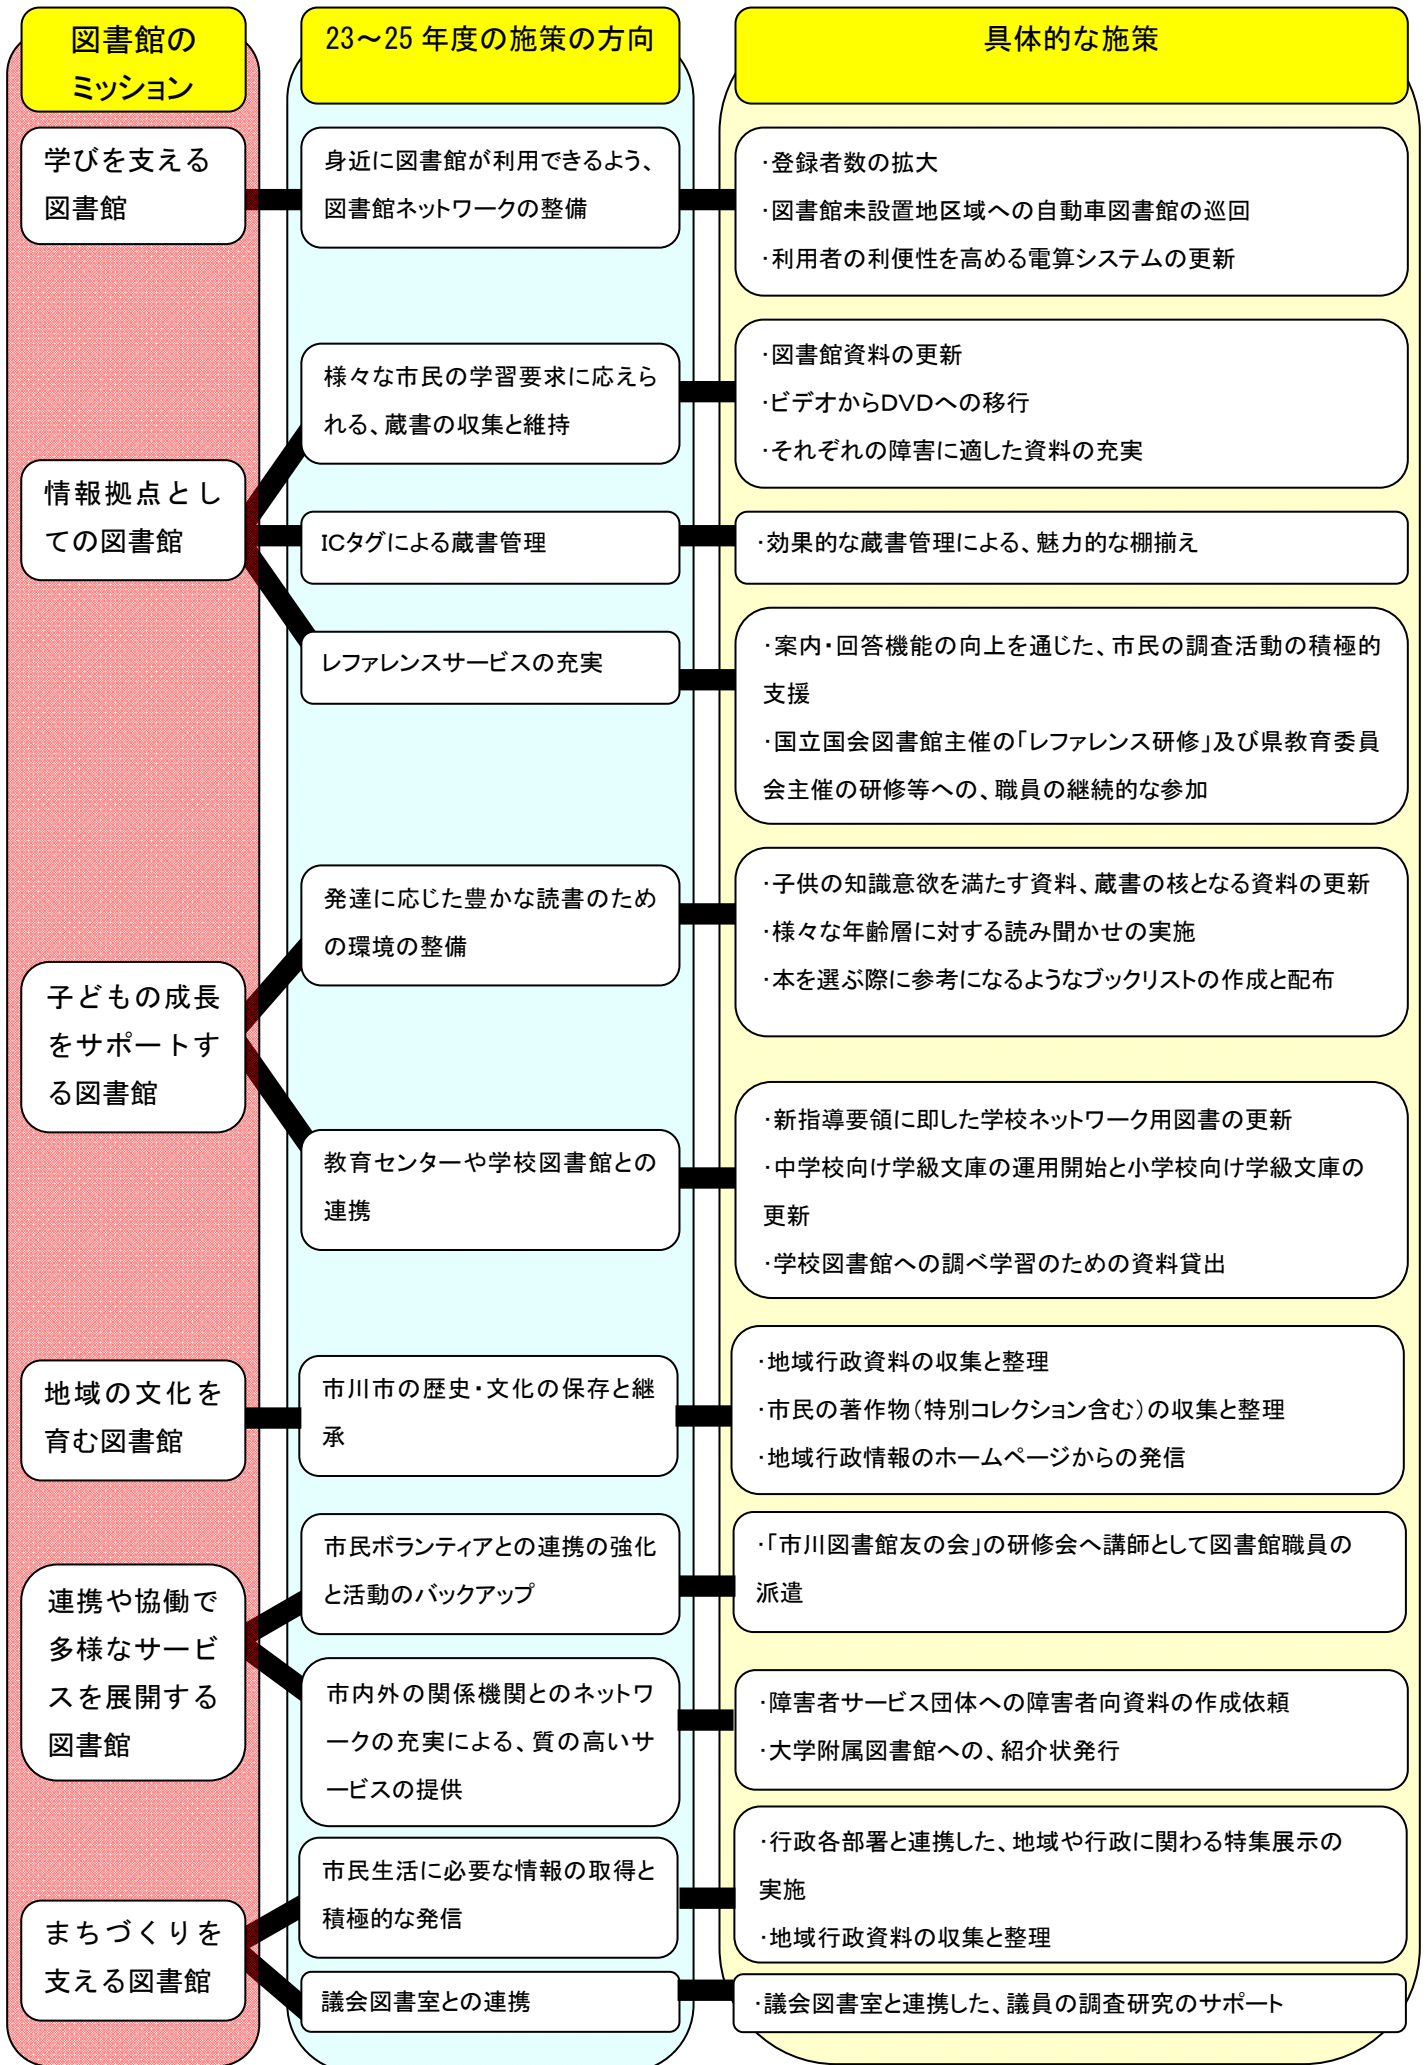 図書館の
ミッション
23～25 年度の施策の方向
具体的な施策
学びを支える
図書館
身近に図書館が利用できるよう、
図書館ネットワークの整備
・登録者数の拡大
・図書館未設置地区域への自動車図書館の巡回
・利用者の利便性を高める電算システムの更新
情報拠点とし
ての図書館
様々な市民の学習要求に応えら
れる、蔵書の収集と維持
・図書館資料の更新
・ビデオからDVDへの移行
・それぞれの障害に適した資料の充実
ICタグによる蔵書管理
・効果的な蔵書管理による、魅力的な棚揃え
レファレンスサービスの充実
・案内・回答機能の向上を通じた、市民の調査活動の積極的
支援
・国立国会図書館主催の「レファレンス研修」及び県教育委員
会主催の研修等への、職員の継続的な参加
子どもの成長
をサポートす
る図書館
発達に応じた豊かな読書のため
の環境の整備
・子供の知識意欲を満たす資料、蔵書の核となる資料の更新
・様々な年齢層に対する読み聞かせの実施
・本を選ぶ際に参考になるようなブックリストの作成と配布
教育センターや学校図書館との
連携
・新指導要領に即した学校ネットワーク用図書の更新
・中学校向け学級文庫の運用開始と小学校向け学級文庫の
更新
・学校図書館への調べ学習のための資料貸出
地域の文化を
育む図書館
市川市の歴史・文化の保存と継
承
・地域行政資料の収集と整理
・市民の著作物（特別コレクション含む）の収集と整理
・地域行政情報のホームページからの発信
連携や協働で
多様なサービ
スを展開する
図書館
市民ボランティアとの連携の強化
と活動のバックアップ
・「市川図書館友の会」の研修会へ講師として図書館職員の
派遣
市内外の関係機関とのネットワ
ークの充実による、質の高いサ
ービスの提供
・障害者サービス団体への障害者向資料の作成依頼
・大学附属図書館への、紹介状発行
まちづくりを
支える図書館
市民生活に必要な情報の取得と
積極的な発信
・行政各部署と連携した、地域や行政に関わる特集展示の
実施
・地域行政資料の収集と整理
議会図書室との連携
・議会図書室と連携した、議員の調査研究のサポート